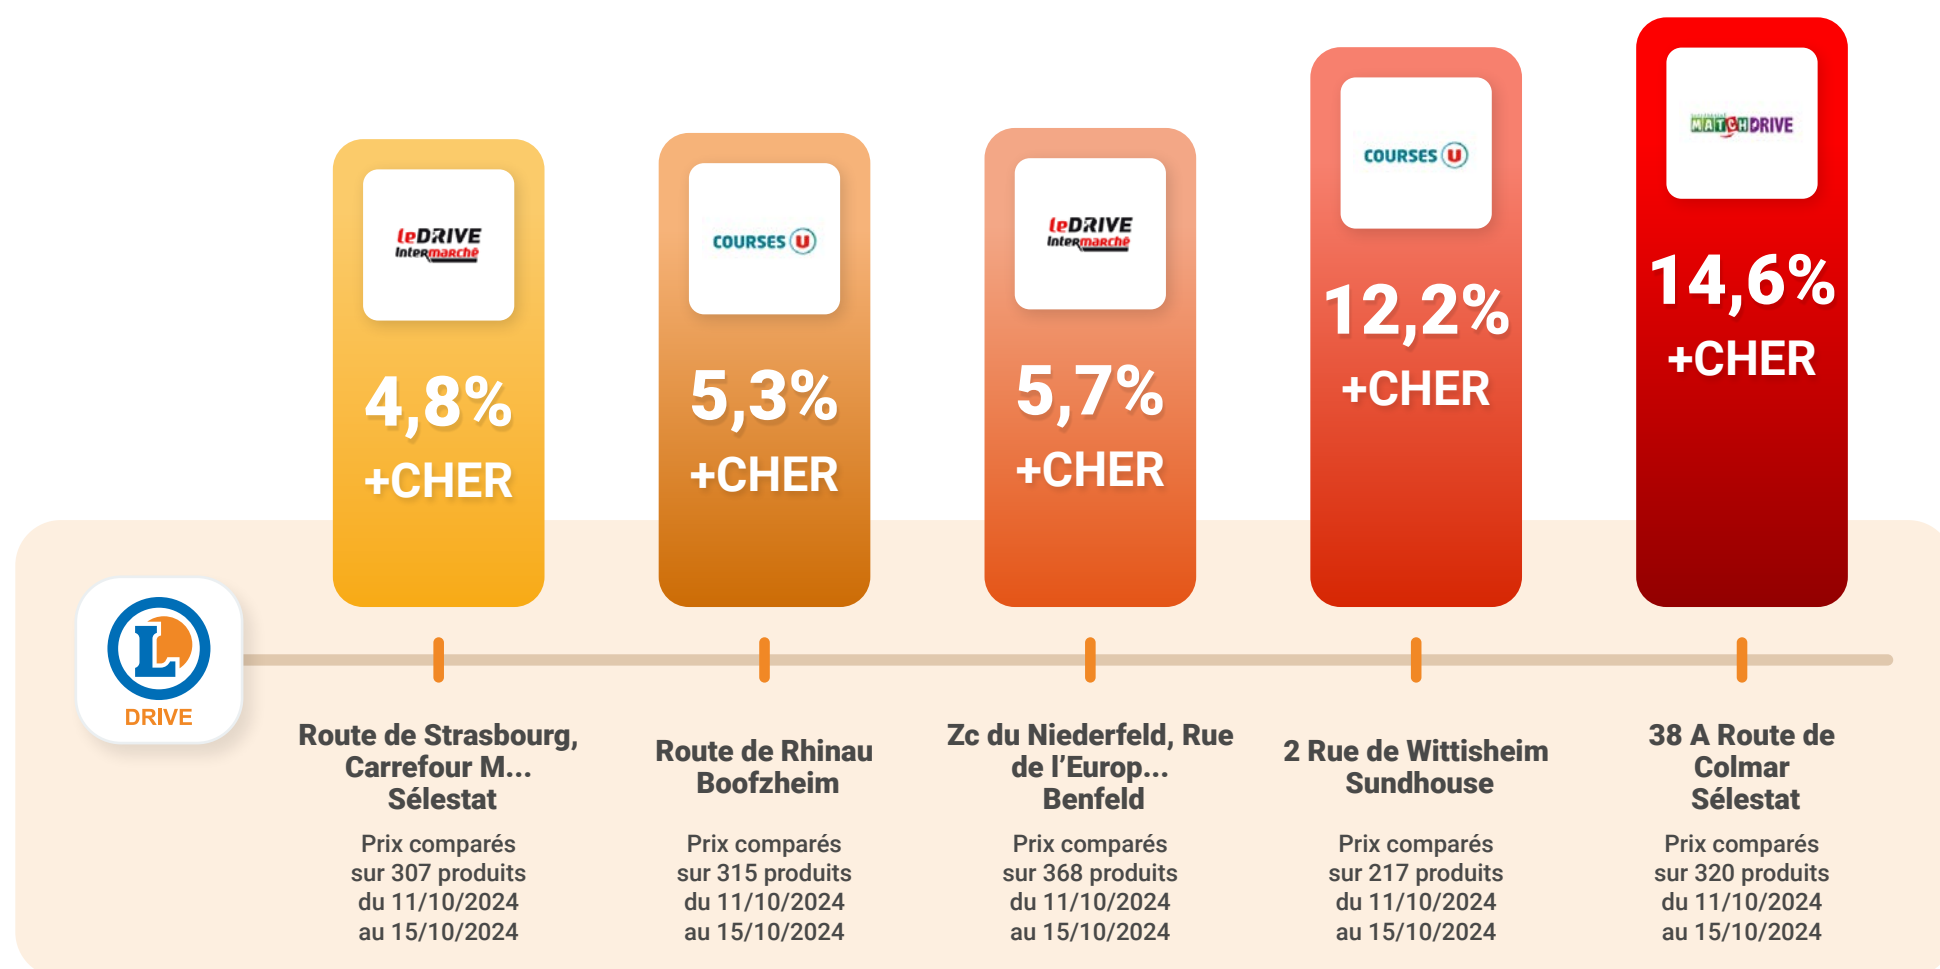 leDRIVE
Intermarché
4,8%
+CHER
COURSES U
5,3%
+CHER
leDRIVE
Intermarché
5,7%
+CHER
COURSES U
12,2%
+CHER
MATCH DRIVE
14,6%
+CHER
L
DRIVE
Route de Strasbourg,
Carrefour M...
Sélestat
Prix comparés
sur 307 produits
du 11/10/2024
au 15/10/2024
Route de Rhinau
Boofzheim
Prix comparés
sur 315 produits
du 11/10/2024
au 15/10/2024
Zc du Niederfeld, Rue
de l'Europ...
Benfeld
Prix comparés
sur 368 produits
du 11/10/2024
au 15/10/2024
2 Rue de Wittisheim
Sundhouse
Prix comparés
sur 217 produits
du 11/10/2024
au 15/10/2024
38 A Route de
Colmar
Sélestat
Prix comparés
sur 320 produits
du 11/10/2024
au 15/10/2024